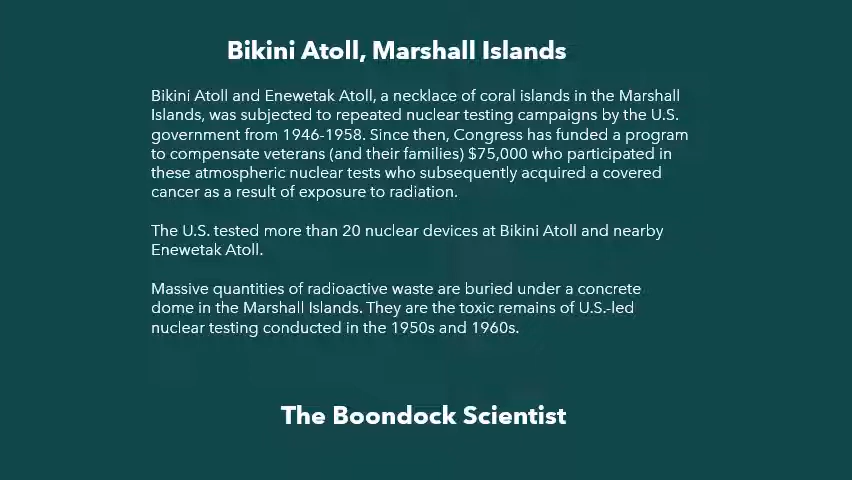 Bikini Atoll, Marshall Islands
Bikini Atoll and Enewetak Atoll, a necklace of coral islands in the Marshall
Islands, was subjected to repeated nuclear testing campaigns by the U.S.
government from 1946-1958. Since then, Congress has funded a program
to compensate veterans (and their families) $75,000 who participated in
these atmospheric nuclear tests who subsequently acquired a covered
cancer as a result of exposure to radiation.
The U.S. tested more than 20 nuclear devices at Bikini Atoll and nearby
Enewetak Atoll.
Massive quantities of radioactive waste are buried under a concrete
dome in the Marshall Islands. They are the toxic remains of U.S.-led
nuclear testing conducted in the 1950s and 1960s.
The Boondock Scientist